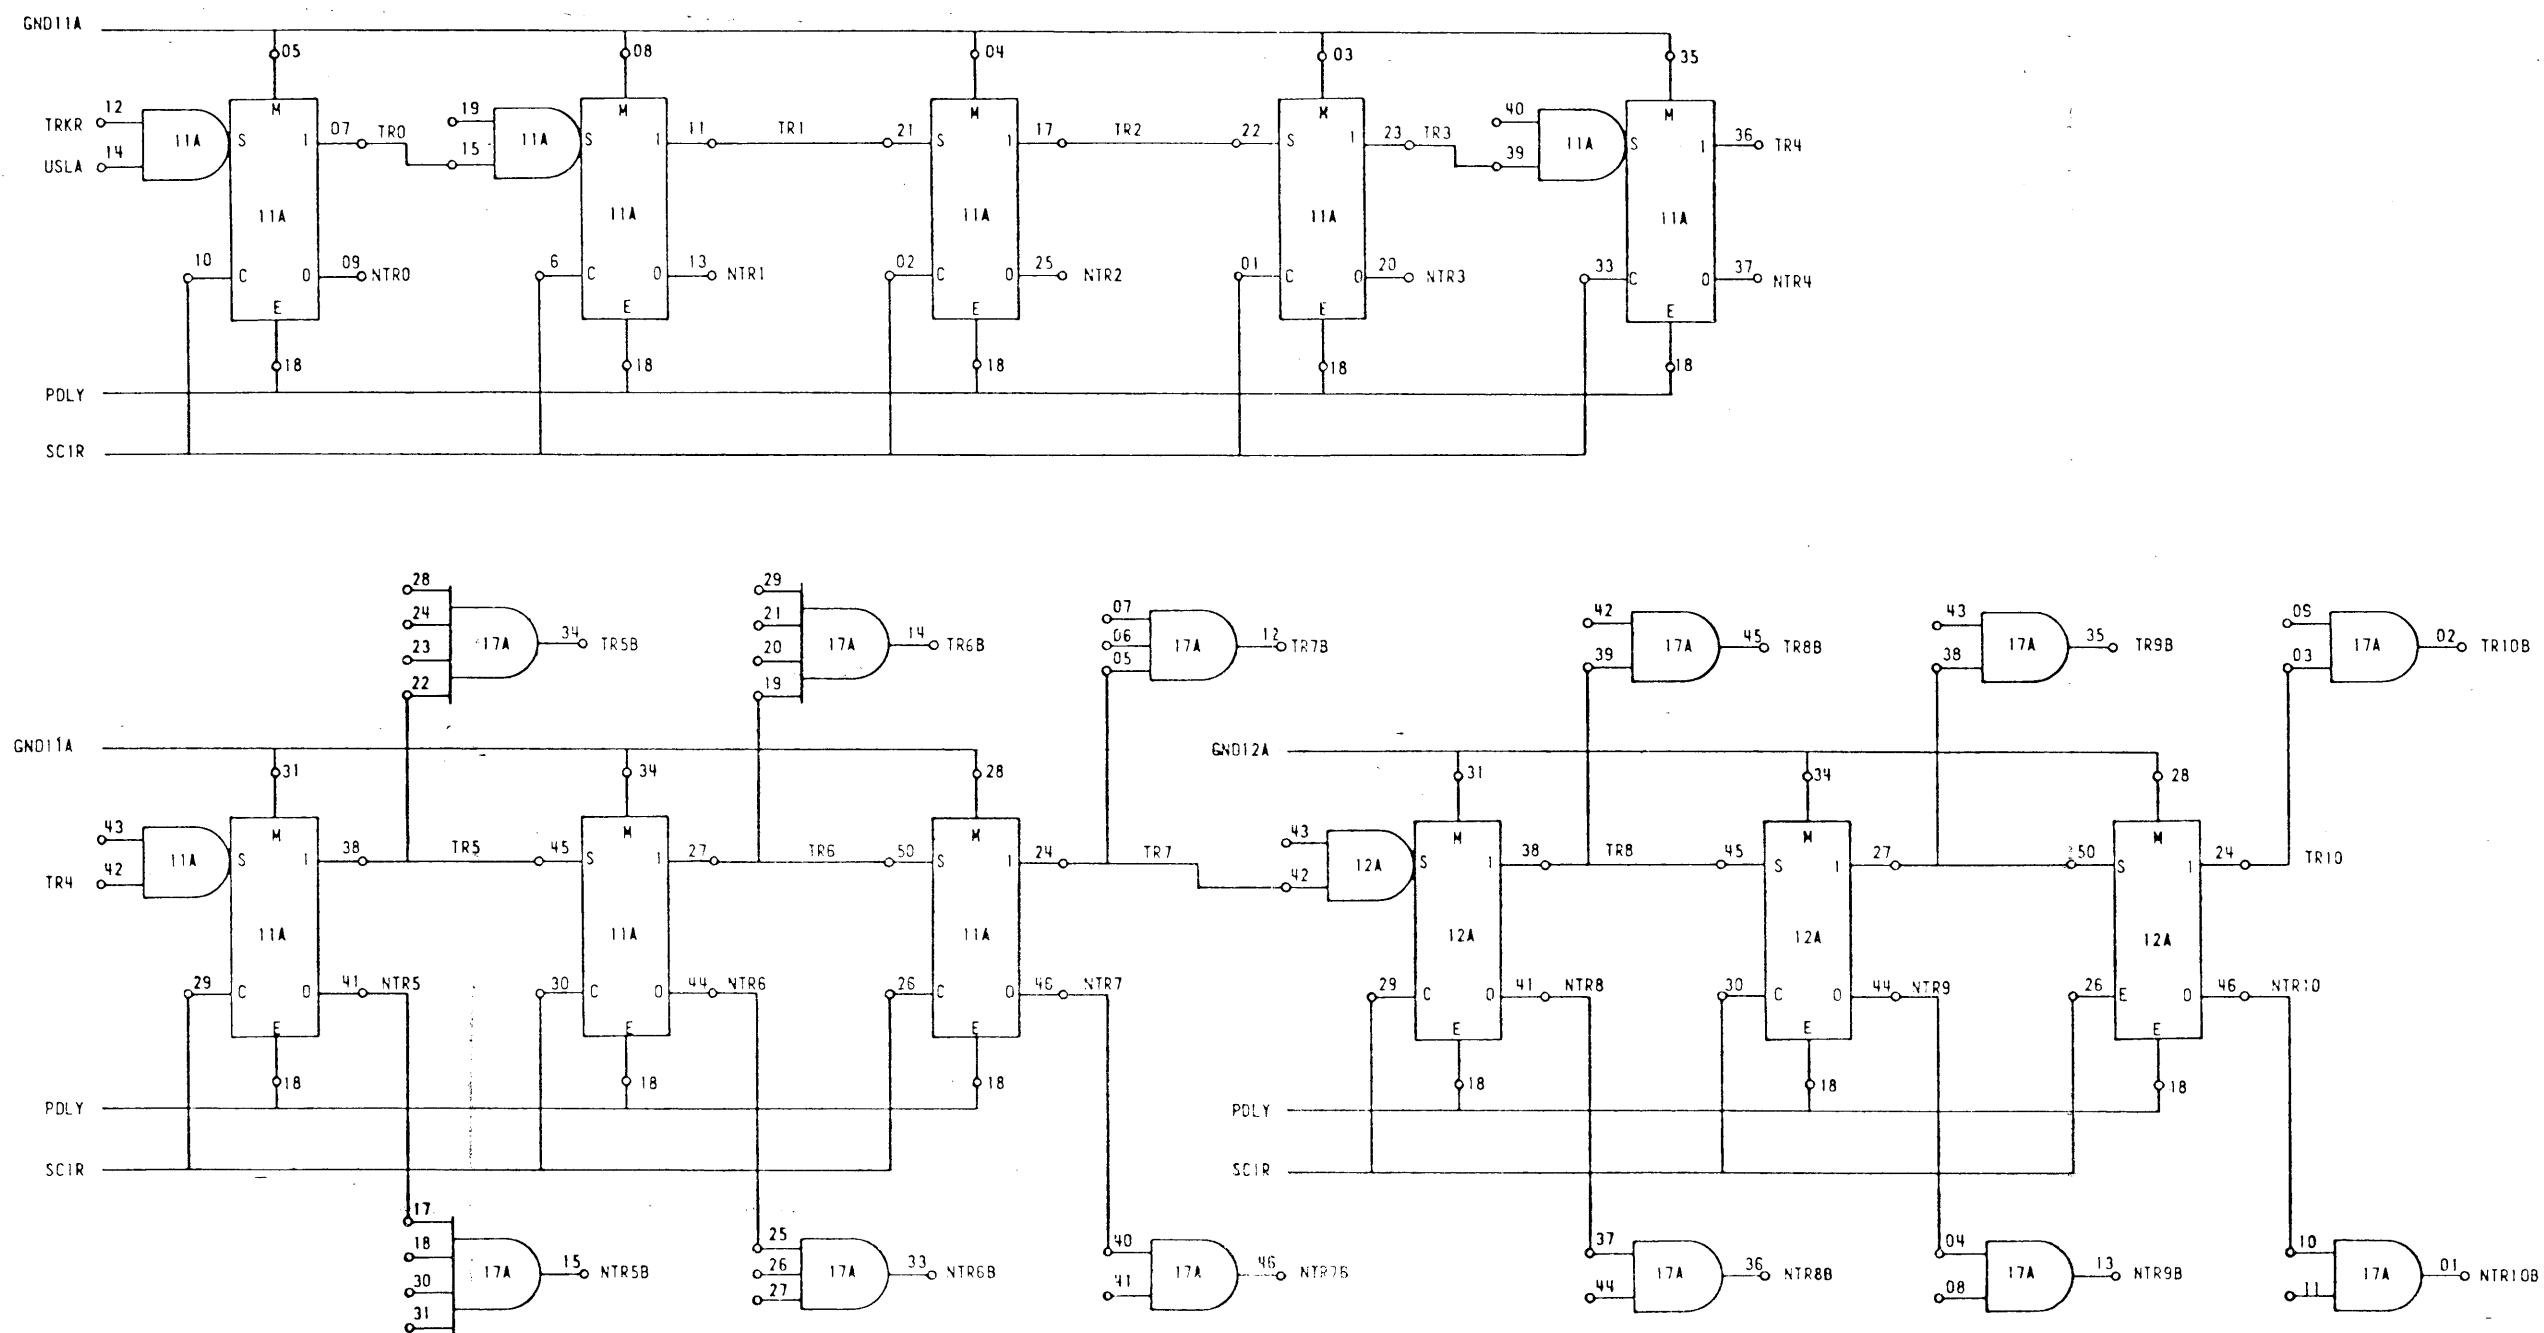 GND11A
05 08 04 03 35
M M M M M
12 19 40
TRKR 11A S 1 07 TR0 11A S 1 11 TR1 21 S 1 17 TR2 22 S 1 23 TR3 11A S 1 36 TR4
14 15 39
USLA
11A 11A 11A 11A 11A
10 C 0 09 NTR0 6 C 0 13 NTR1 02 C 0 25 NTR2 01 C 0 20 NTR3 33 C 0 37 NTR4
E E E E E
18 18 18 18 18
PDLY
SC1R
28 29 07 42 43 09
24 21 06
17A 34 TR5B 17A 14 TR6B 17A 12 TR7B 17A 45 TR8B 17A 35 TR9B 17A 02 TR10B
23 20 05 39 38 03
22 19
GND11A GND12A
31 34 28 31 34 28
M M M M M M
43 43
11A S 1 38 TR5 45 S 1 27 TR6 50 S 1 24 TR7 12A S 1 38 TR8 45 S 1 27 50 S 1 24 TR10
TR4 42 42
11A 11A 11A 12A 12A 12A
29 C 0 41 NTR5 30 C 0 44 NTR6 26 C 0 46 NTR7 29 C 0 41 NTR8 30 C 0 44 NTR9 26 E 0 46 NTR10
E E E E E E
18 18 18 18 18 18
PDLY PDLY
SC1R SC1R
17 25 40 37 04 10
18
17A 15 NTR5B 26 17A 33 NTR6B 17A 46 NTR7B 17A 36 NTR8B 17A 13 NTR9B 17A 01 NTR10B
30 27 41 44 08 11
31